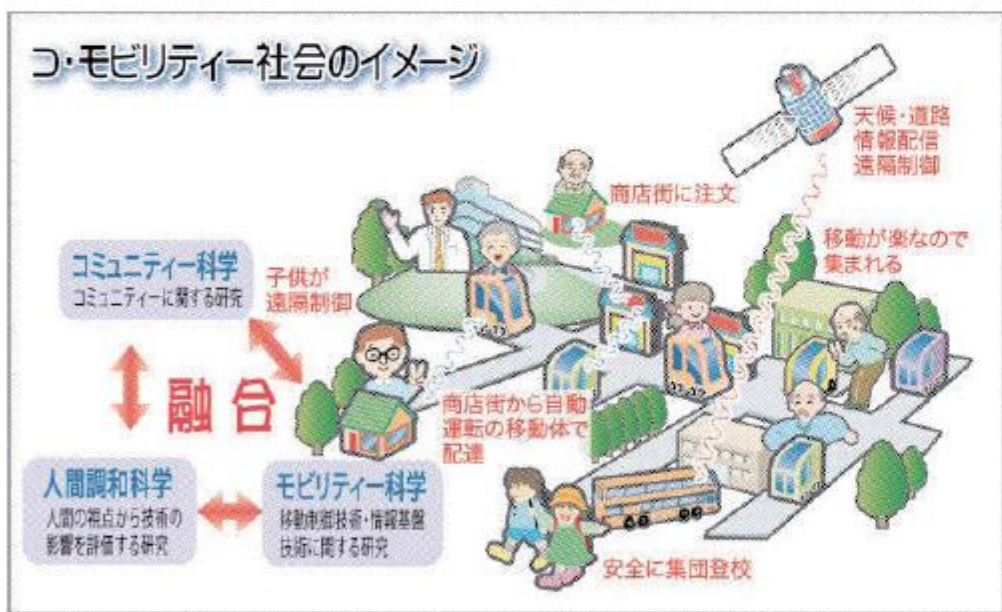 コ・モビリティー社会のイメージ
天候・道路
情報配信
遠隔制御
商店街に注文
移動が楽なので
集まれる
コミュニティー科学
コミュニティーに関する研究
子供が
遠隔制御
融合
商店街から自動
運転の移動体で
配達
人間調和科学
人間の視点から技術の
影響を評価する研究
モビリティー科学
移動制御技術・情報基盤
技術に関する研究
安全に集団登校